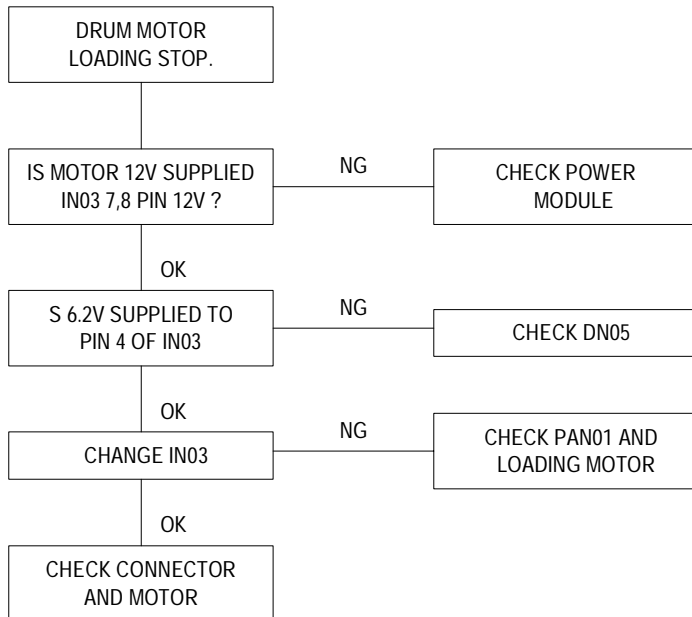 DRUM MOTOR
LOADING STOP.
IS MOTOR 12V SUPPLIED
IN03 7,8 PIN 12V ?
NG
CHECK POWER
MODULE
OK
S 6.2V SUPPLIED TO
PIN 4 OF IN03
NG
CHECK DN05
OK
CHANGE IN03
NG
CHECK PAN01 AND
LOADING MOTOR
OK
CHECK CONNECTOR
AND MOTOR